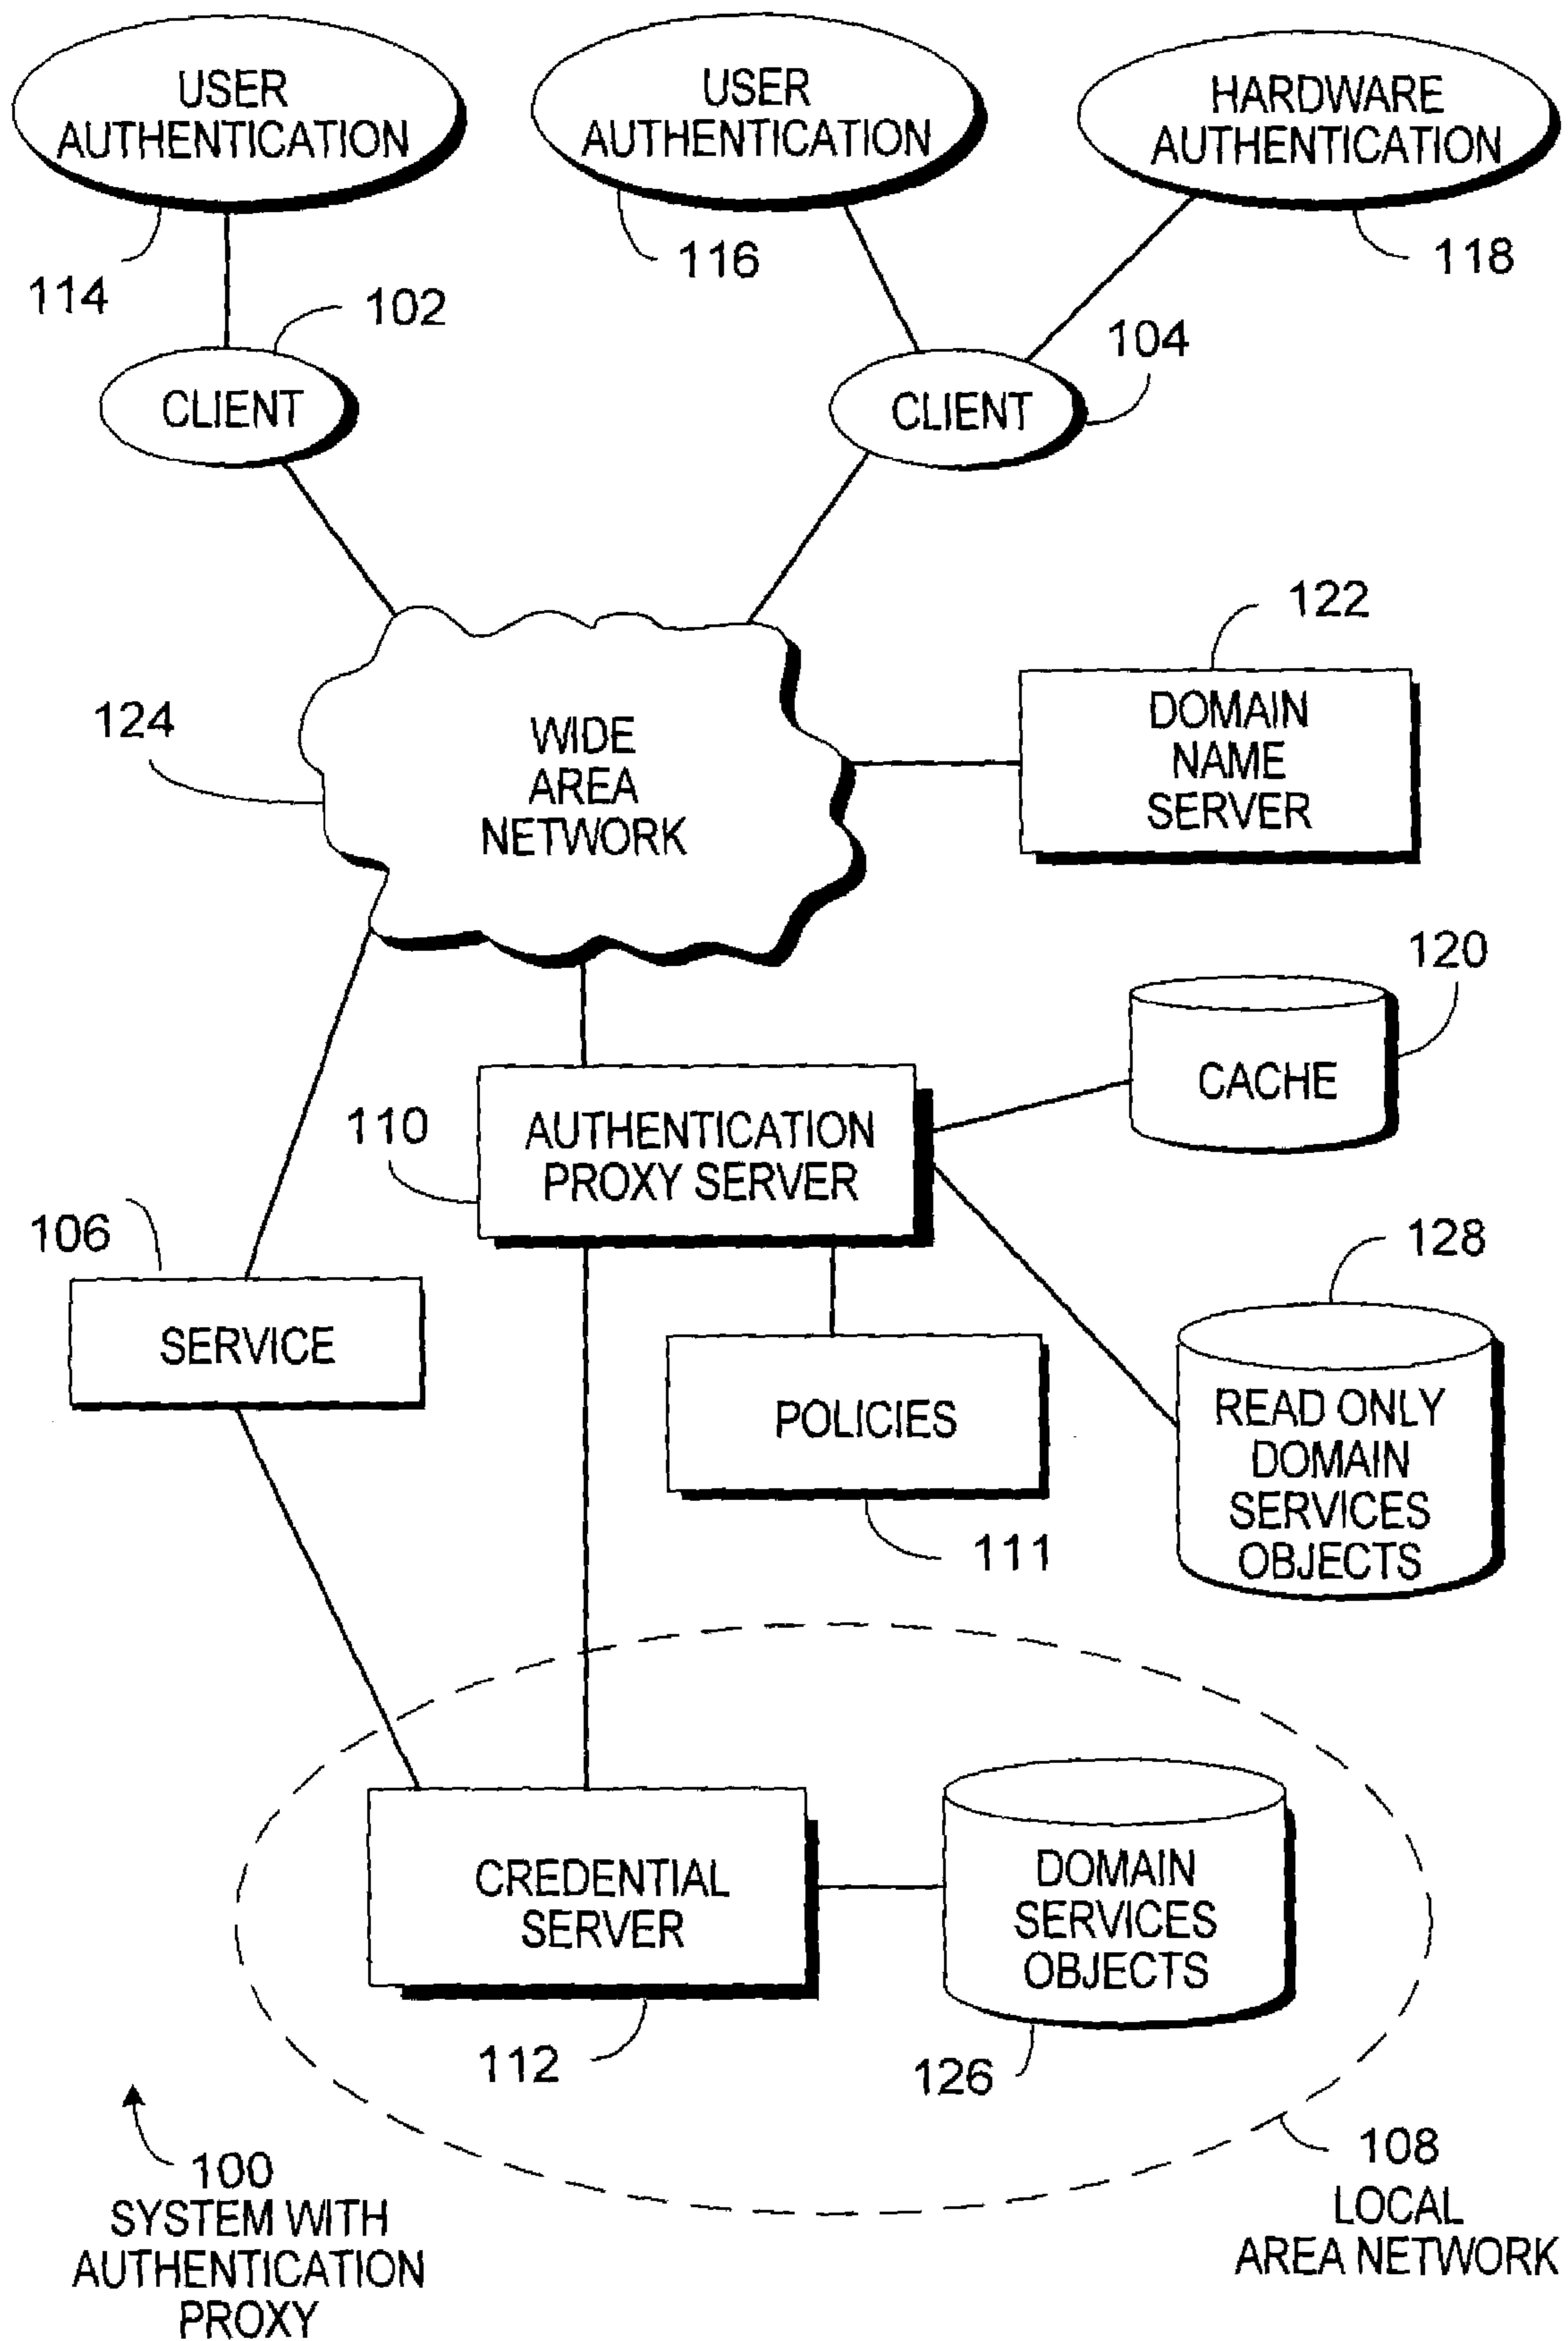 USER
AUTHENTICATION
USER
AUTHENTICATION
HARDWARE
AUTHENTICATION
114
116
118
102
104
CLIENT
CLIENT
122
124
WIDE
AREA
NETWORK
DOMAIN
NAME
SERVER
120
CACHE
110
AUTHENTICATION
PROXY SERVER
106
128
SERVICE
POLICIES
READ ONLY
DOMAIN
SERVICES
OBJECTS
111
CREDENTIAL
SERVER
DOMAIN
SERVICES
OBJECTS
112
126
100
SYSTEM WITH
AUTHENTICATION
PROXY
108
LOCAL
AREA NETWORK